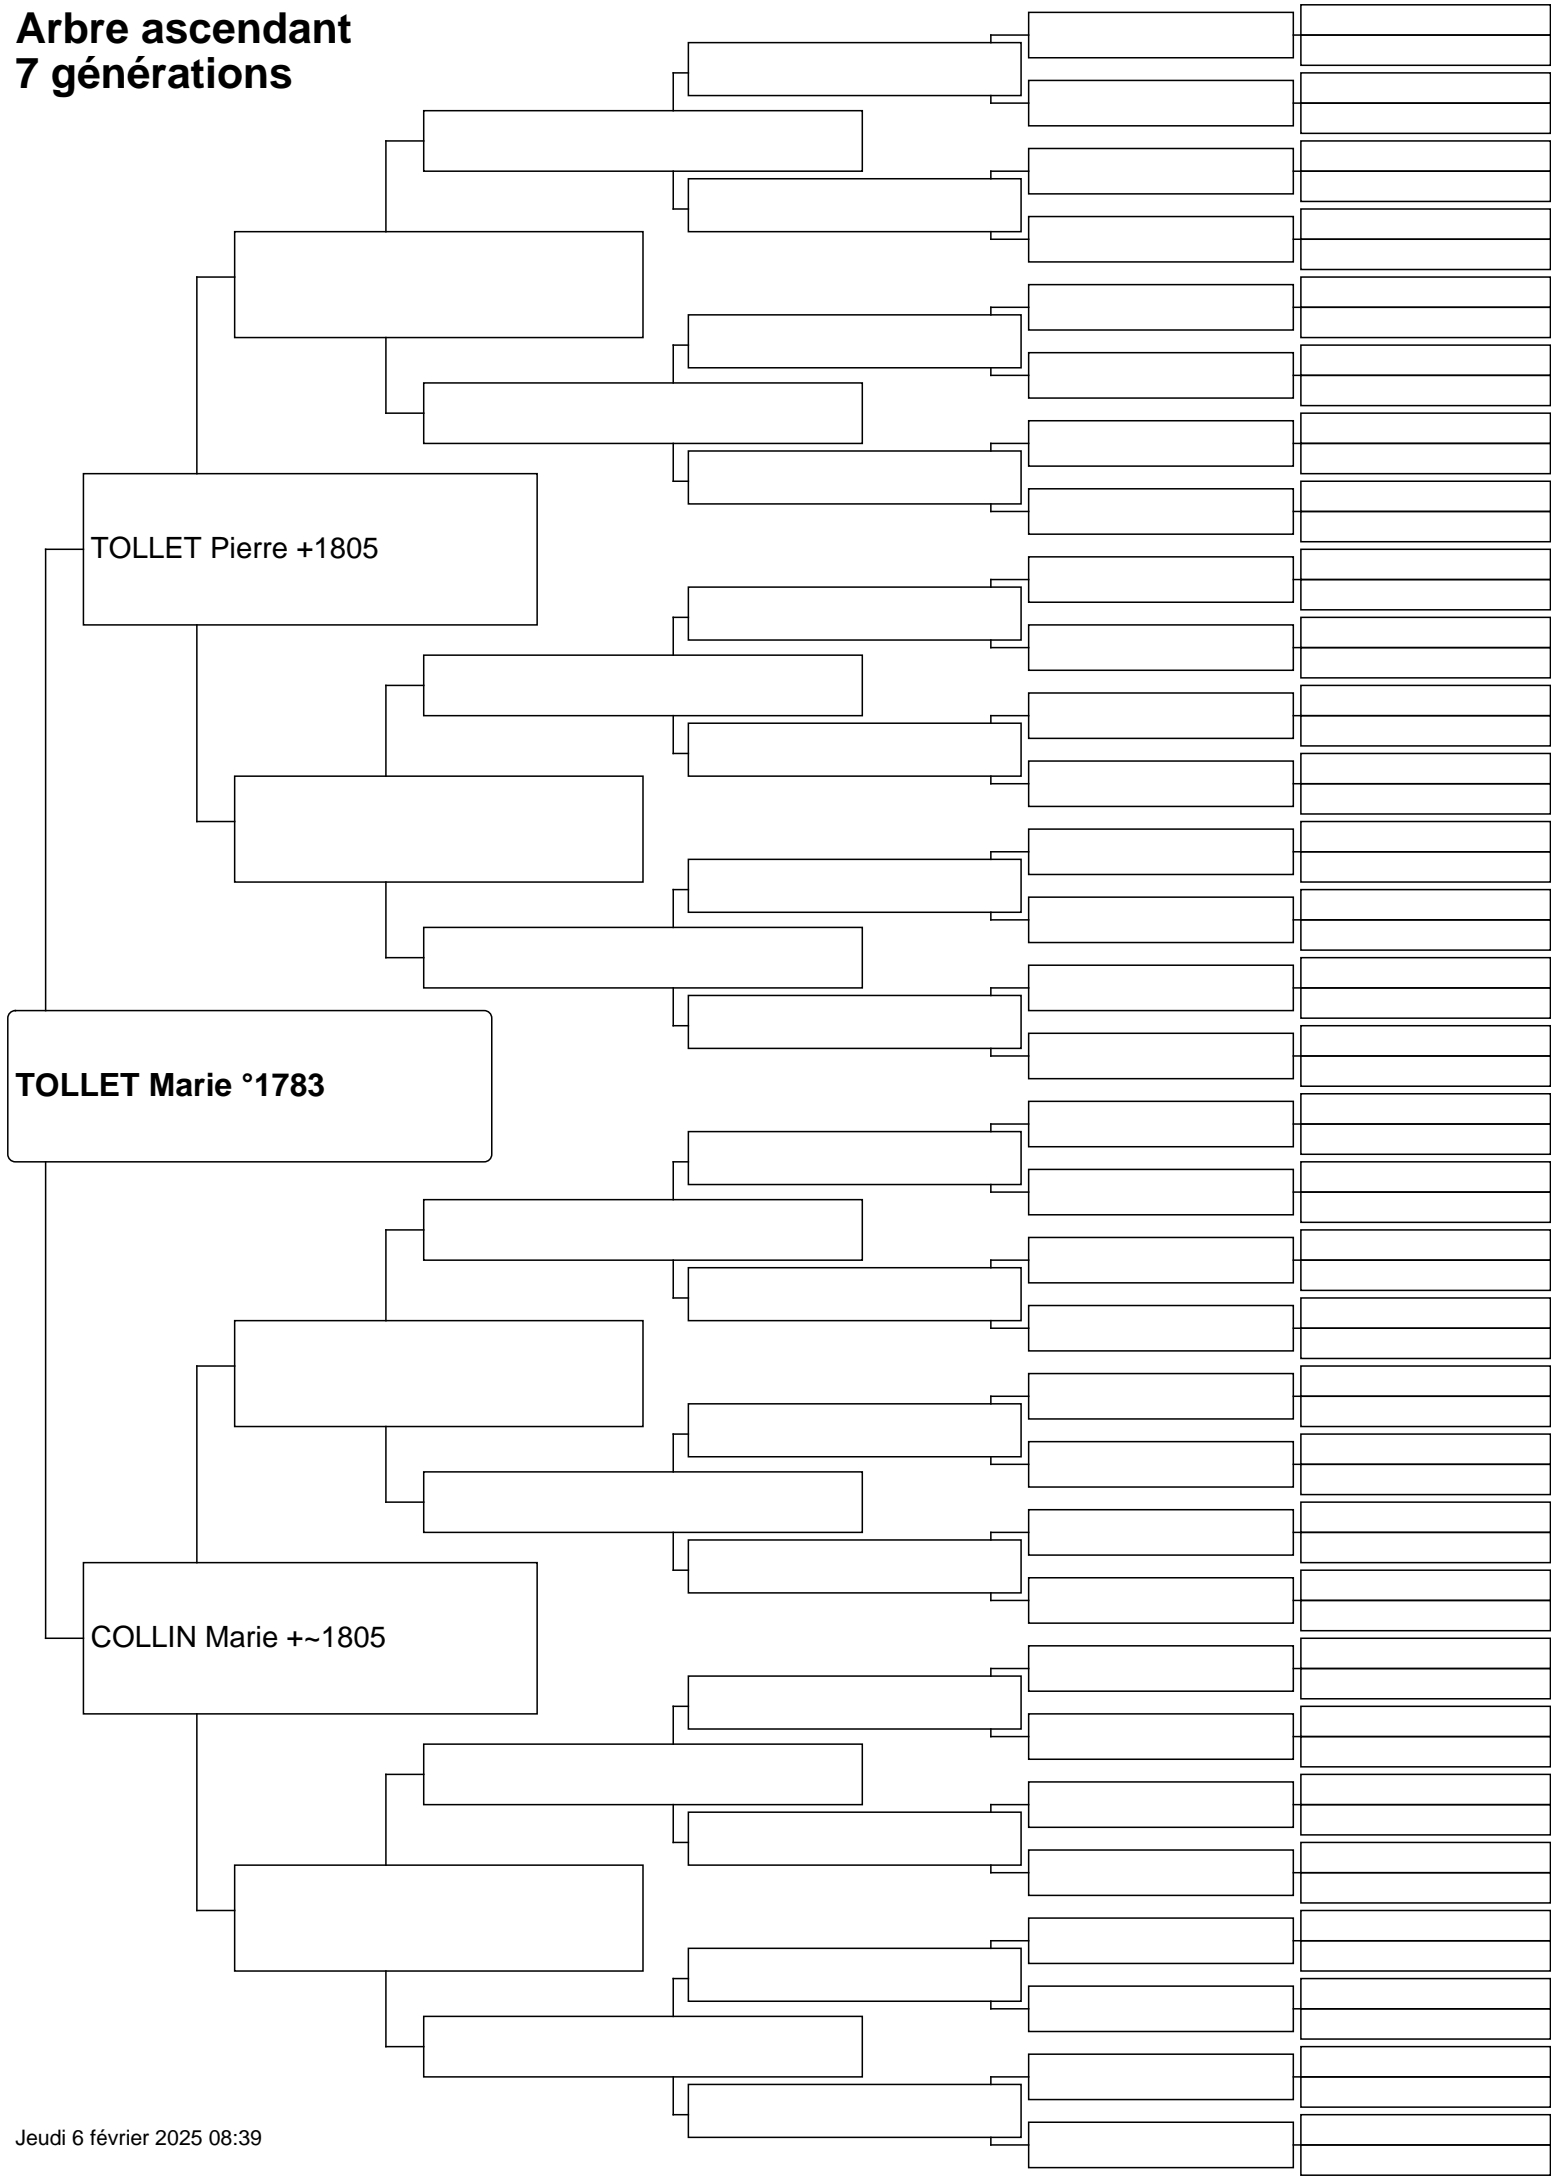 Arbre ascendant
7 générations
TOLLET Pierre +1805
TOLLET Marie °1783
COLLIN Marie +~1805
Jeudi 6 février 2025 08:39